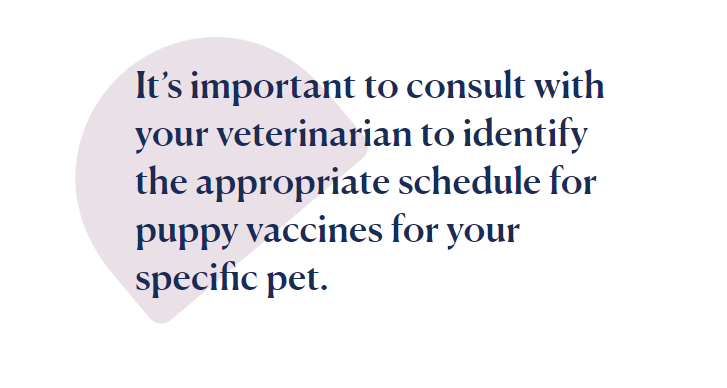 It’s important to consult with
your veterinarian to identify
the appropriate schedule for
puppy vaccines for your
specific pet.